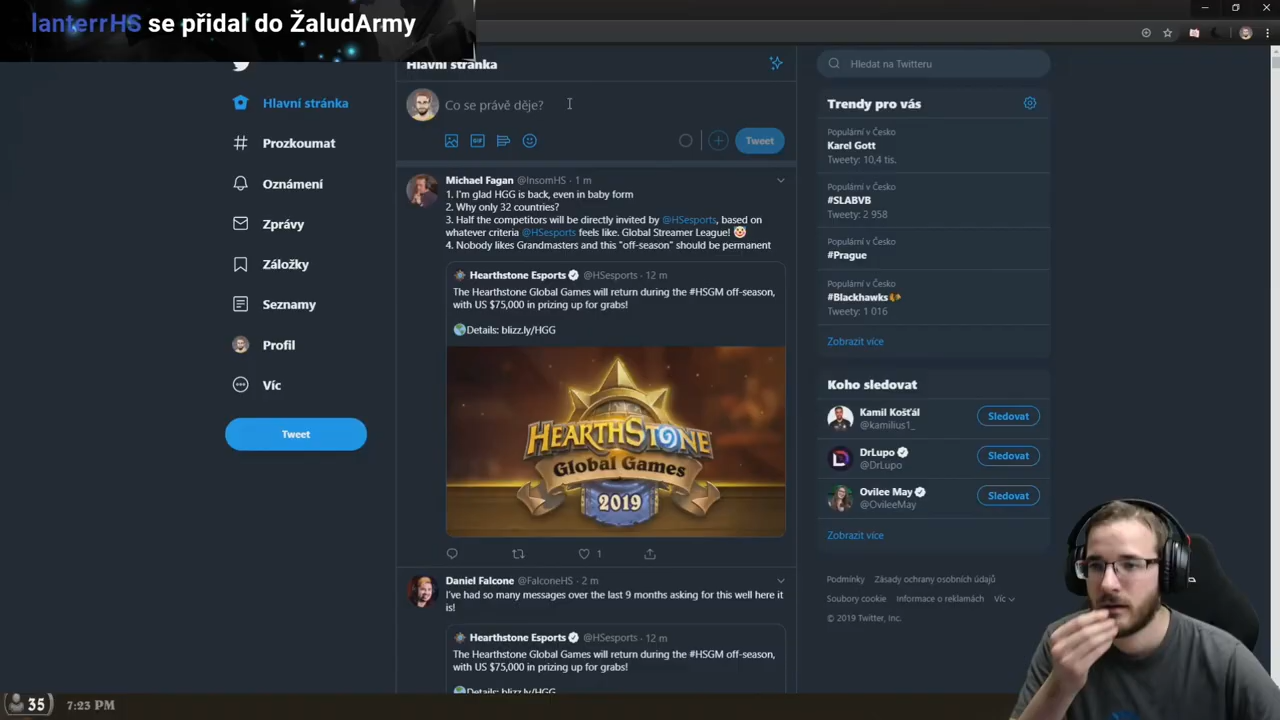 lanterrHS se přidal do ŽaludArmy
Hlavní stránka
Prozkoumat
Oznámení
Zprávy
Záložky
Seznamy
Profil
Víc
Tweet
Hlavní stránka
Co se právě děje?
GIF
Tweet
Michael Fagan @InsomHS · 1 m
1. I'm glad HGG is back, even in baby form
2. Why only 32 countries?
3. Half the competitors will be directly invited by @HSesports, based on
whatever criteria @HSesports feels like. Global Streamer League! 🤡
4. Nobody likes Grandmasters and this "off-season" should be permanent
Hearthstone Esports @HSesports · 12 m
The Hearthstone Global Games will return during the #HSGM off-season,
with US $75,000 in prizing up for grabs!
🌍Details: blizz.ly/HGG
HEARTHSTONE
Global Games
2019
1
Daniel Falcone @FalconeHS · 2 m
I've had so many messages over the last 9 months asking for this well here it
is!
Hearthstone Esports @HSesports · 12 m
The Hearthstone Global Games will return during the #HSGM off-season,
with US $75,000 in prizing up for grabs!
🌍Details: blizz.ly/HGG
Hledat na Twitteru
Trendy pro vás
Populární v Česko
Karel Gott
Tweety: 10,4 tis.
Populární v Česko
#SLABVB
Tweety: 2 958
Populární v Česko
#Prague
Populární v Česko
#Blackhawks
Tweety: 1 016
Zobrazit více
Koho sledovat
Kamil Košťál
@kamilius1_
Sledovat
DrLupo
@DrLupo
Sledovat
Ovilee May
@OvileeMay
Sledovat
Zobrazit více
Podmínky Zásady ochrany osobních údajů
Soubory cookie Informace o reklamách Víc
© 2019 Twitter, Inc.
35 7:23 PM